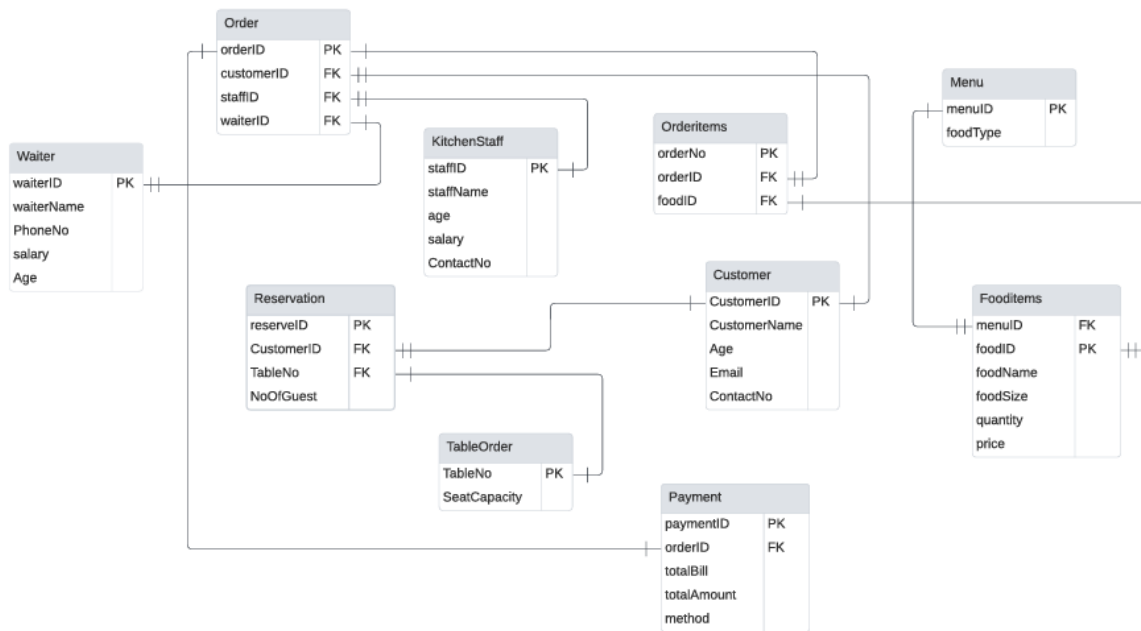 Order
orderID PK
customerID FK
staffID FK
waiterID FK
Waiter
waiterID PK
waiterName
PhoneNo
salary
Age
KitchenStaff
staffID PK
staffName
age
salary
ContactNo
Orderitems
orderNo PK
orderID FK
foodID FK
Menu
menuID PK
foodType
Reservation
reserveID PK
CustomerID FK
TableNo FK
NoOfGuest
Customer
CustomerID PK
CustomerName
Age
Email
ContactNo
Fooditems
menuID FK
foodID PK
foodName
foodSize
quantity
price
TableOrder
TableNo PK
SeatCapacity
Payment
paymentID PK
orderID FK
totalBill
totalAmount
method